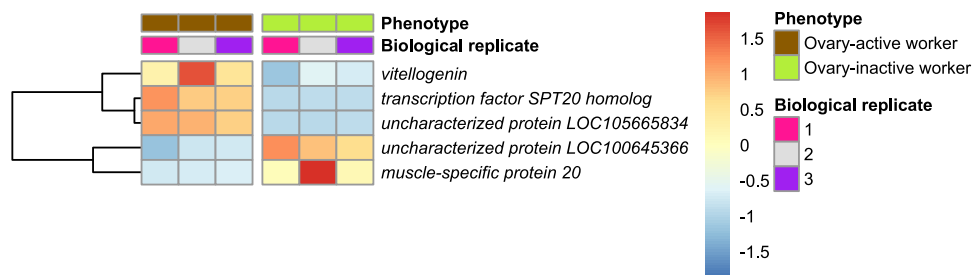 Phenotype
Biological replicate
vitellogenin
transcription factor SPT20 homolog
uncharacterized protein LOC105665834
uncharacterized protein LOC100645366
muscle-specific protein 20
1.5
1
0.5
0
-0.5
-1
-1.5
Phenotype
Ovary-active worker
Ovary-inactive worker
Biological replicate
1
2
3